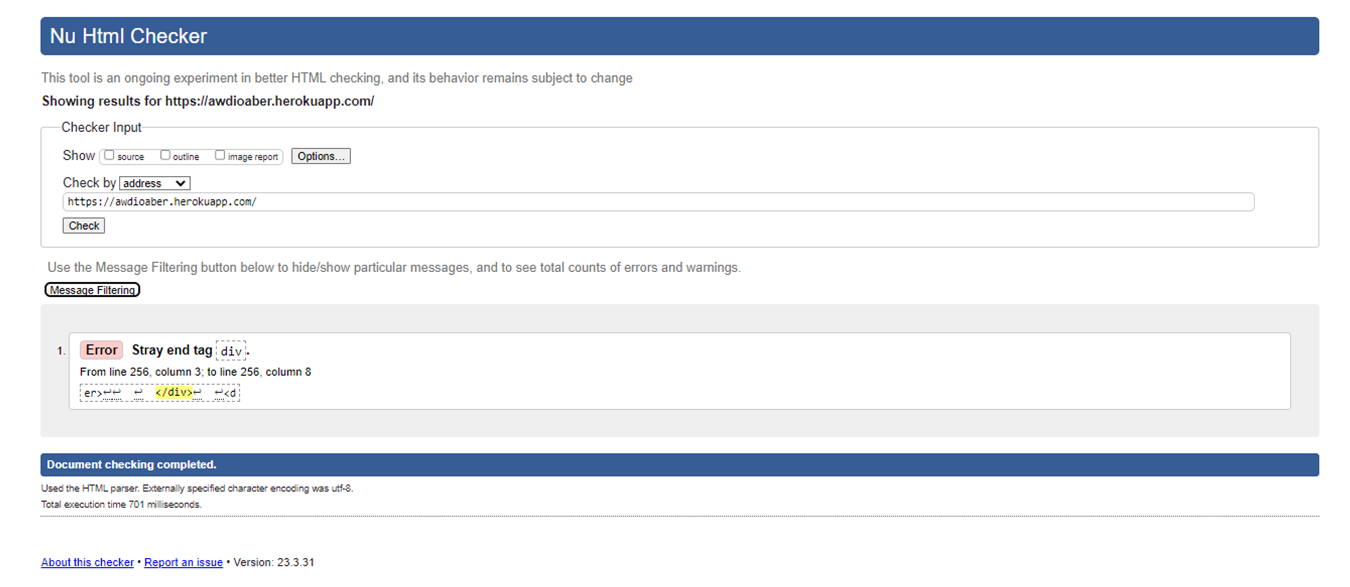 Nu Html Checker
This tool is an ongoing experiment in better HTML checking, and its behavior remains subject to change
Showing results for https://awdioaber.herokuapp.com/
Checker Input
Show source outline image report Options...
Check by address
https://awdioaber.herokuapp.com/
Check
Use the Message Filtering button below to hide/show particular messages, and to see total counts of errors and warnings.
Message Filtering
1. Error Stray end tag div.
From line 256, column 3; to line 256, column 8
er>↩↩ ↩ </div>↩ ↩<d
Document checking completed.
Used the HTML parser. Externally specified character encoding was utf-8.
Total execution time 701 milliseconds.
About this checker • Report an issue • Version: 23.3.31